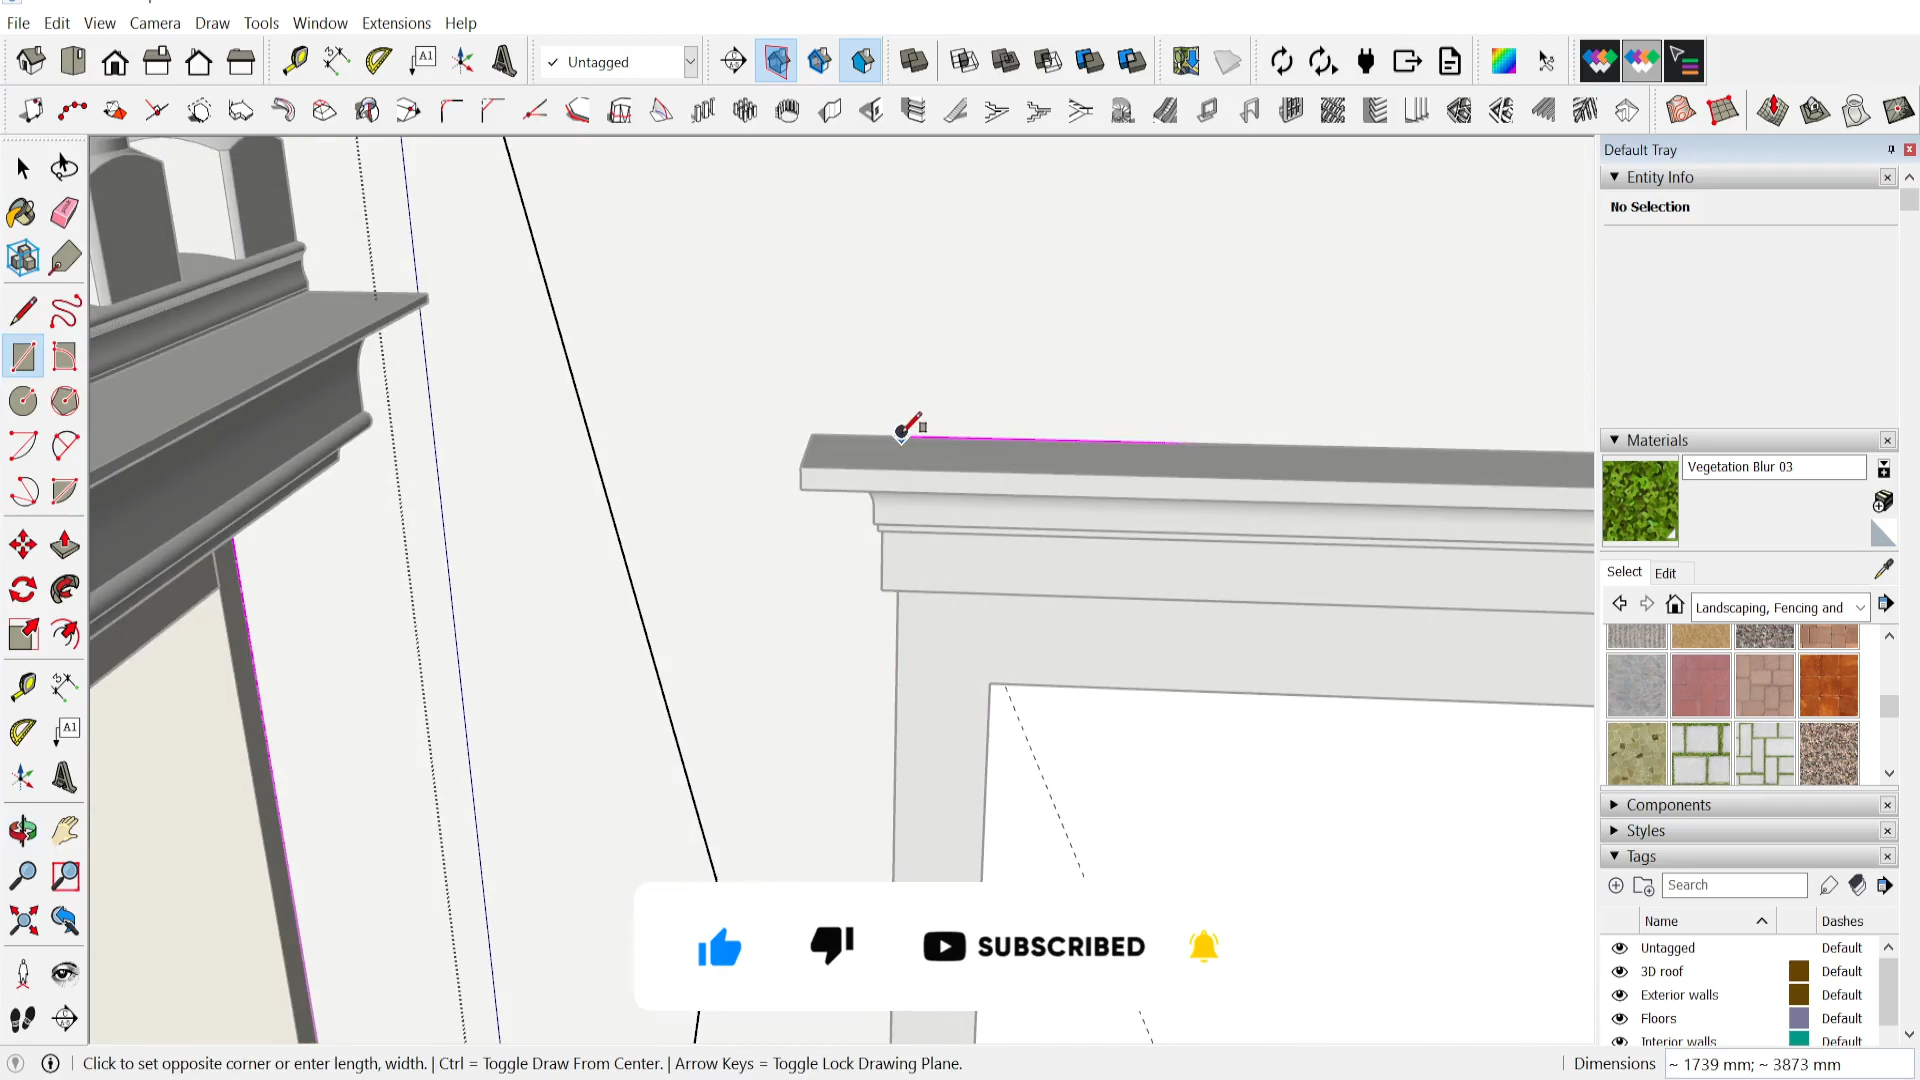 File Edit View Camera Draw Tools Window Extensions Help
A1
Untagged
Default Tray
Entity Info
No Selection
Materials
Vegetation Blur 03
Select Edit
Landscaping, Fencing and
A1
Components
Styles
Tags
Search
Name Dashes
Untagged Default
3D roof Default
Exterior walls Default
Floors Default
Interior walls Default
SUBSCRIBED
Click to set opposite corner or enter length, width. | Ctrl = Toggle Draw From Center. | Arrow Keys = Toggle Lock Drawing Plane.
Dimensions ~ 1739 mm; ~ 3873 mm